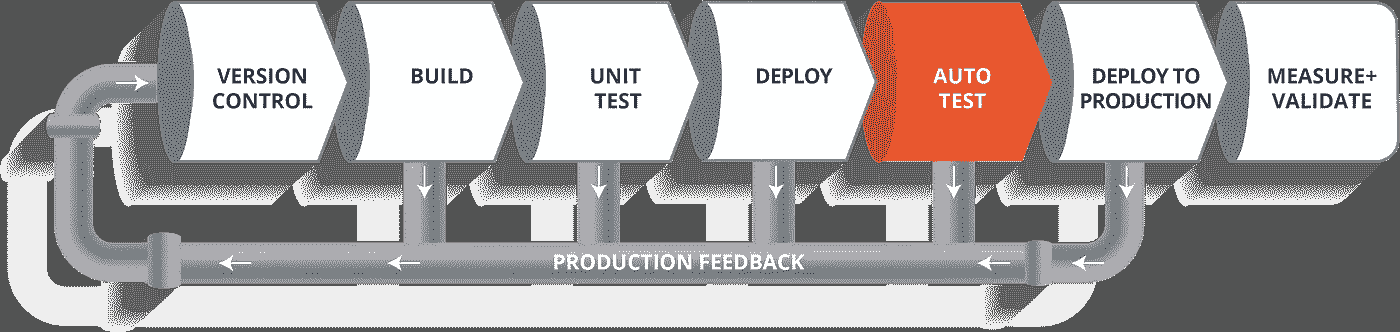 VERSION
CONTROL
BUILD
UNIT
TEST
DEPLOY
AUTO
TEST
DEPLOY TO
PRODUCTION
MEASURE+
VALIDATE
PRODUCTION FEEDBACK